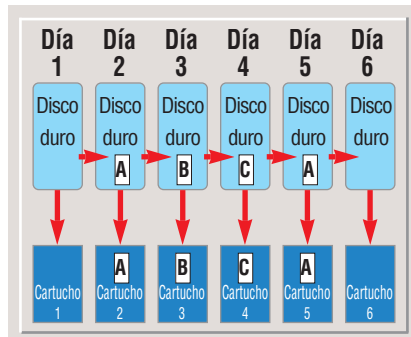 Día Día Día Día Día Día
1 2 3 4 5 6
Disco Disco Disco Disco Disco Disco
duro duro duro duro duro duro
A B C A
A B C A
Cartucho Cartucho Cartucho Cartucho Cartucho Cartucho
1 2 3 4 5 6